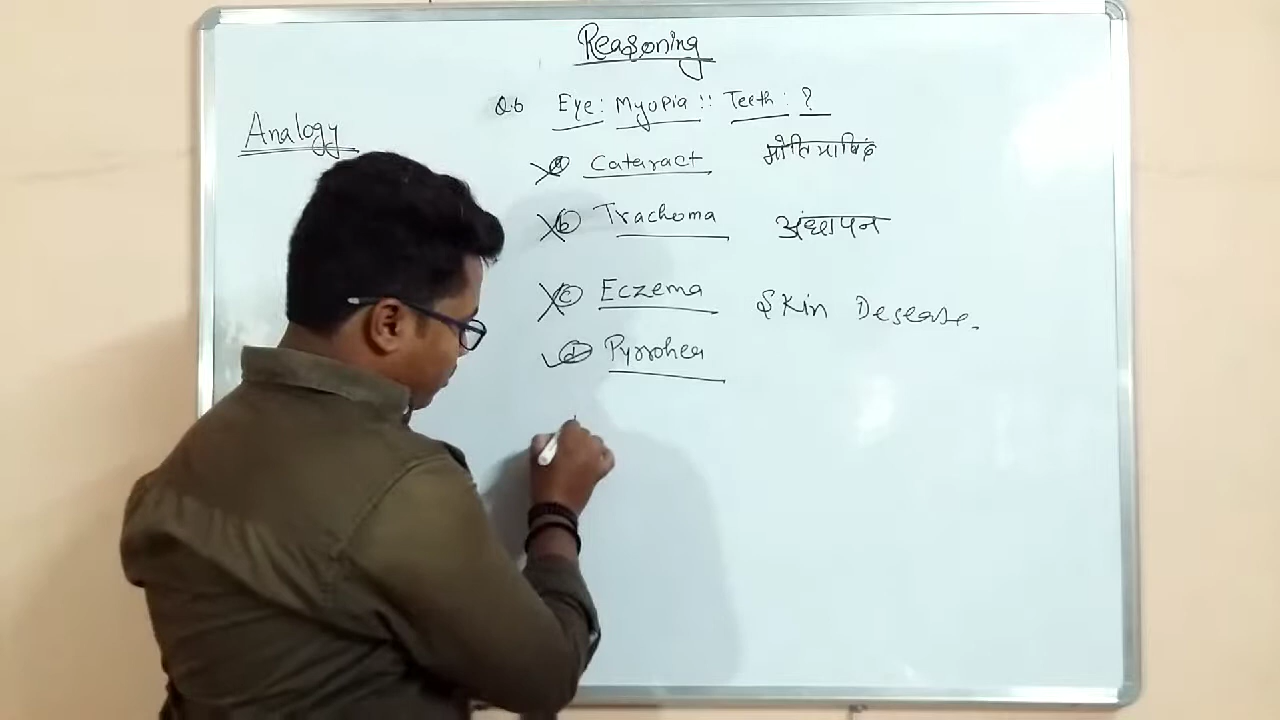 Reasoning
Analogy
Q.6 Eye : Myopia :: Teeth : ?
a Cataract मोतियाबिंद
b Trachoma अंधापन
c Eczema Skin Desease.
d Pyrrohea